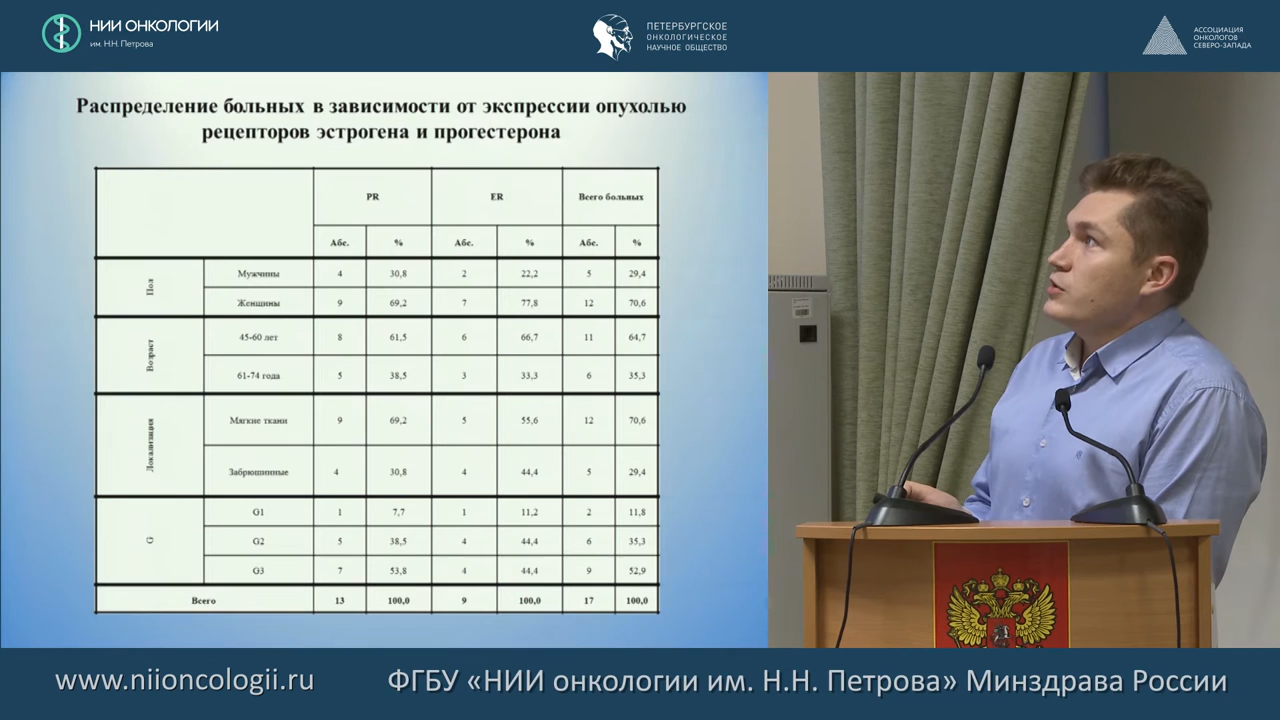 НИИ ОНКОЛОГИИ
им. Н.Н. Петрова
ПЕТЕРБУРГСКОЕ
ОНКОЛОГИЧЕСКОЕ
НАУЧНОЕ ОБЩЕСТВО
АССОЦИАЦИЯ
ОНКОЛОГОВ
СЕВЕРО-ЗАПАДА
Распределение больных в зависимости от экспрессии опухолью
рецепторов эстрогена и прогестерона
PR ER Всего больных
Абс. % Абс. % Абс. %
Пол
Мужчины 4 30,8 2 22,2 5 29,4
Женщины 9 69,2 7 77,8 12 70,6
Возраст
45-60 лет 8 61,5 6 66,7 11 64,7
61-74 года 5 38,5 3 33,3 6 35,3
Локализация
Мягкие ткани 9 69,2 5 55,6 12 70,6
Забрюшинные 4 30,8 4 44,4 5 29,4
G
G1 1 7,7 1 11,2 2 11,8
G2 5 38,5 4 44,4 6 35,3
G3 7 53,8 4 44,4 9 52,9
Всего 13 100,0 9 100,0 17 100,0
www.niioncologii.ru
ФГБУ «НИИ онкологии им. Н.Н. Петрова» Минздрава России